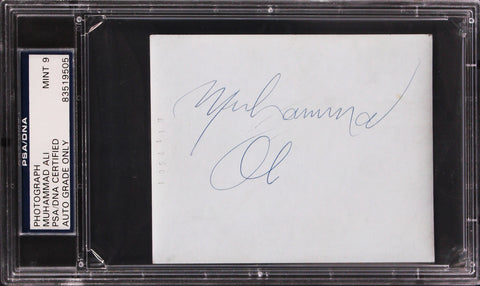 PSA/DNA
PHOTOGRAPH
MUHAMMAD ALI
PSA/DNA CERTIFIED
AUTO GRADE ONLY
MINT 9
83519505
Muhammad
Ali